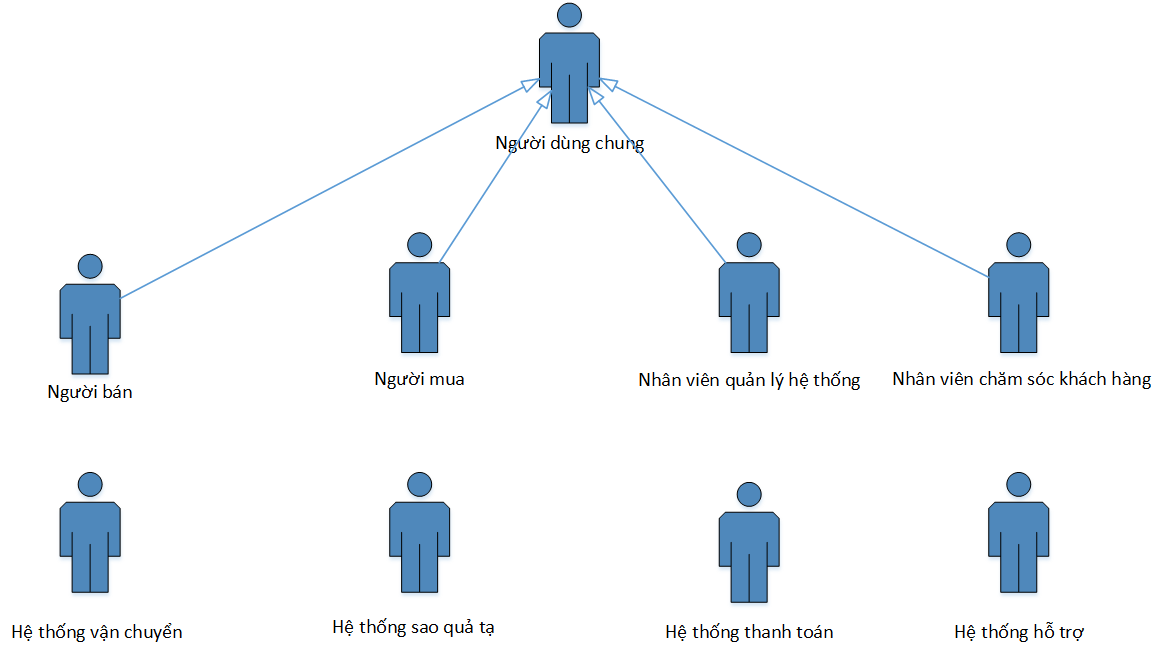 Người dùng chung
Người bán
Người mua
Nhân viên quản lý hệ thống
Nhân viên chăm sóc khách hàng
Hệ thống vận chuyển
Hệ thống sao quả tạ
Hệ thống thanh toán
Hệ thống hỗ trợ